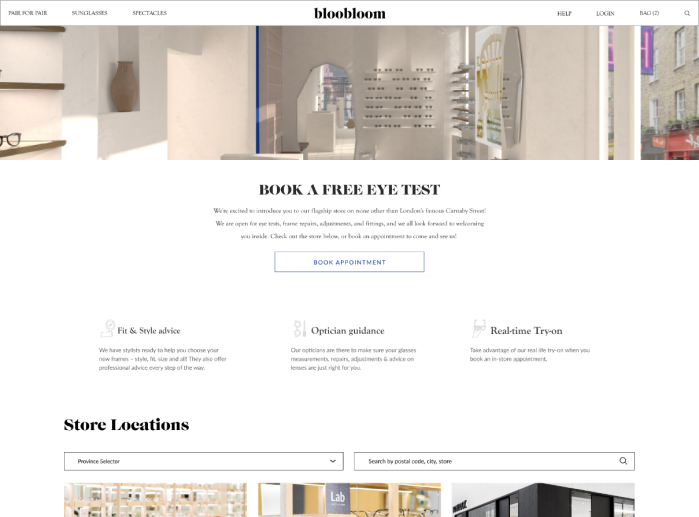 PAIR FOR PAIR SUNGLASSES SPECTACLES bloobloom HELP LOGIN BAG (2)
BOOK A FREE EYE TEST
We're excited to introduce you to our flagship store on none other than London's famous Carnaby Street!
We are open for eye tests, frame repairs, adjustments, and fittings, and we all look forward to welcoming
you inside. Check out the store below, or book an appointment to come and see us!
BOOK APPOINTMENT
Fit & Style advice
We have stylists ready to help you choose your
new frames – style, fit, size and all! They also offer
professional advice every step of the way.
Optician guidance
Our opticians are there to make sure your glasses
measurements, repairs, adjustments & advice on
lenses are just right for you.
Real-time Try-on
Take advantage of our real life try-on when you
book an in-store appointment.
Store Locations
Province Selector
Search by postal code, city, store
Lab